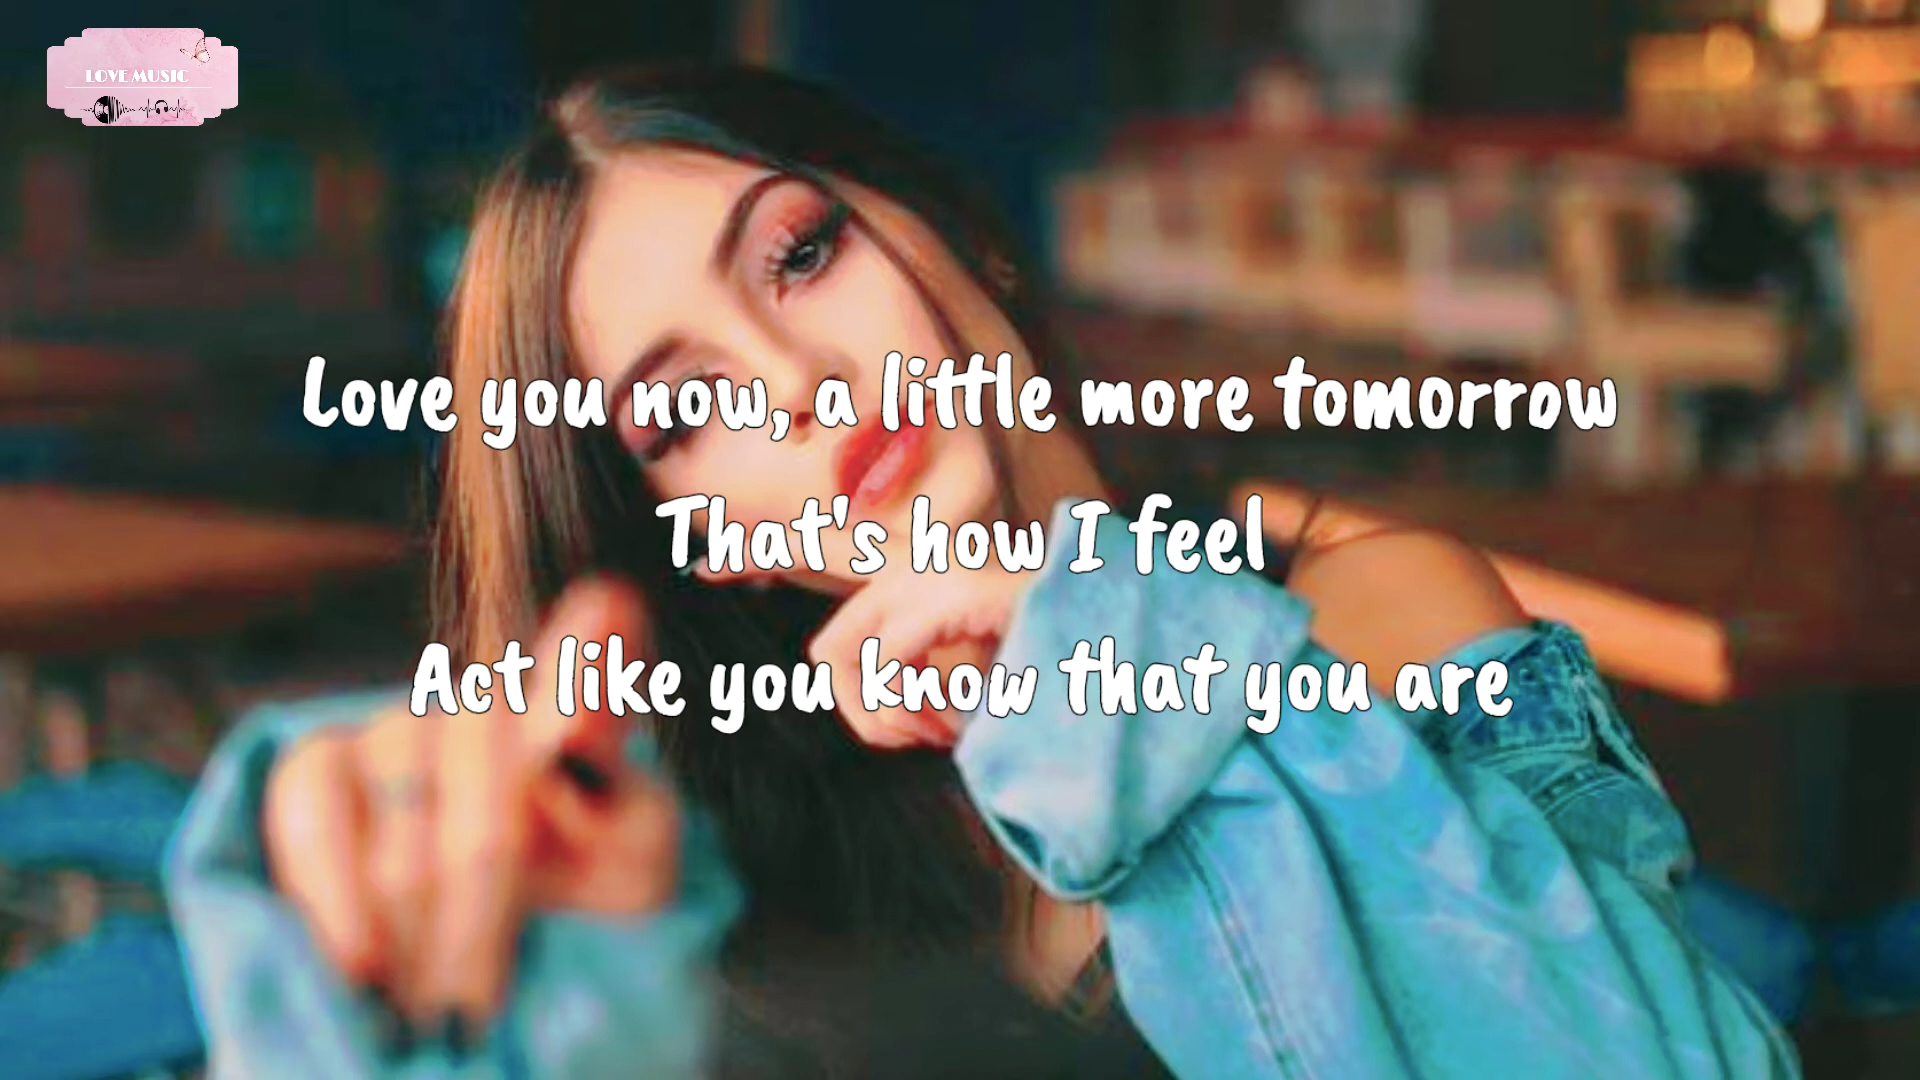 LOVE MUSIC
Love you now, a little more tomorrow
That's how I feel
Act like you know that you are